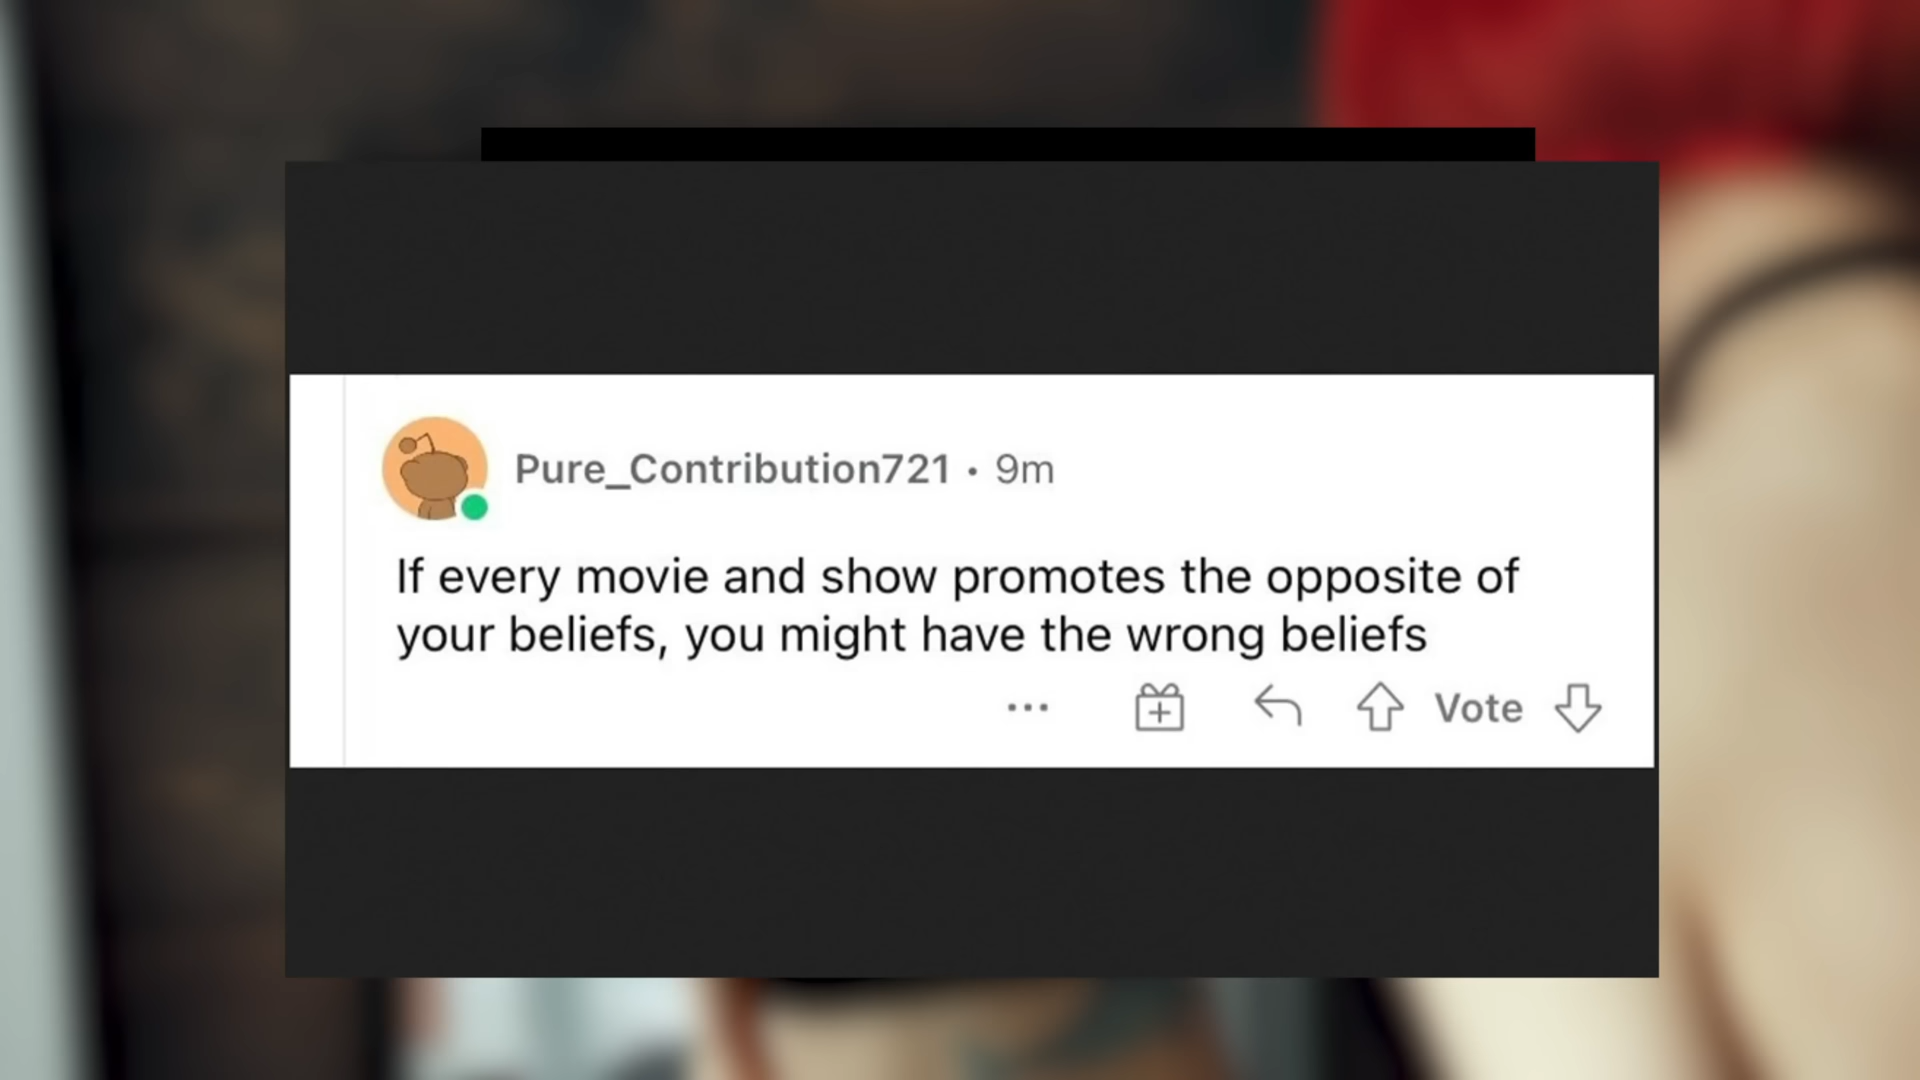 Pure_Contribution721 • 9m
If every movie and show promotes the opposite of
your beliefs, you might have the wrong beliefs
... Vote